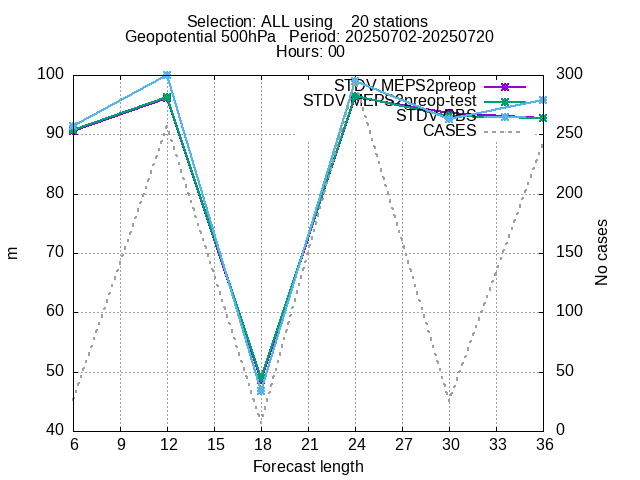 Selection: ALL using    20 stations
Geopotential 500hPa   Period: 20250702-20250720
Hours: 00
100
90
80
70
60
50
40
m
STDV MEPS2preop
STDV MEPS2preop-test
STDV OBS
CASES
300
250
200
150
100
50
0
No cases
6 9 12 15 18 21 24 27 30 33 36
Forecast length